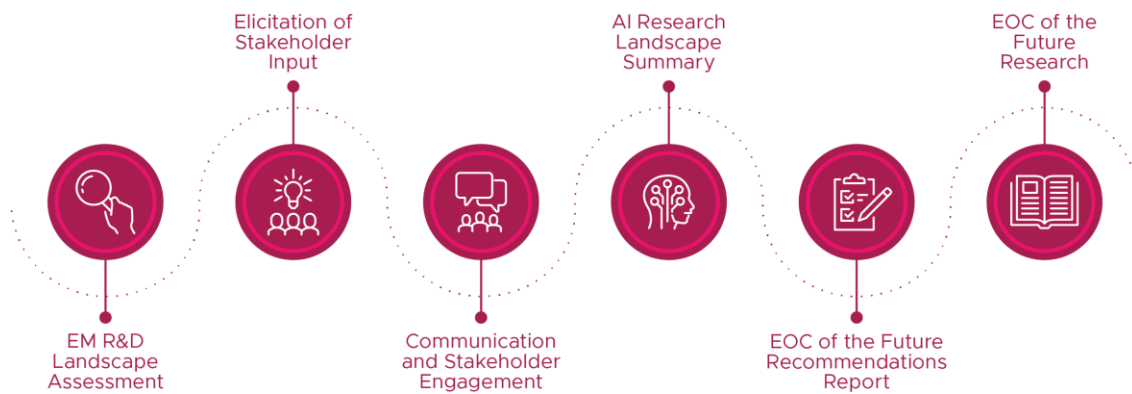 EM R&D
Landscape
Assessment
Elicitation of
Stakeholder
Input
Communication
and Stakeholder
Engagement
AI Research
Landscape
Summary
EOC of the Future
Recommendations
Report
EOC of the
Future
Research